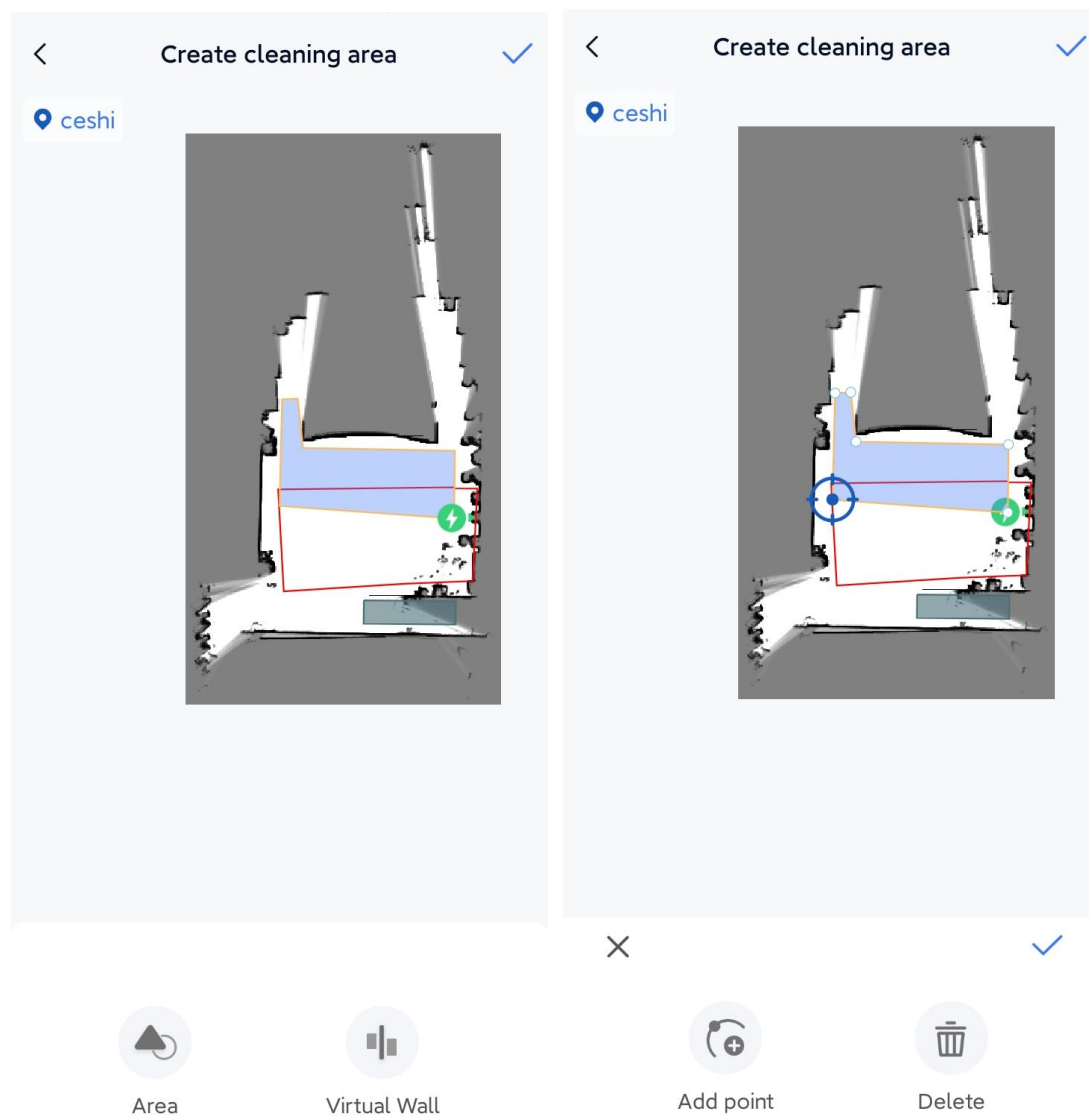 Create cleaning area
ceshi
Area
Virtual Wall
Create cleaning area
ceshi
Add point
Delete